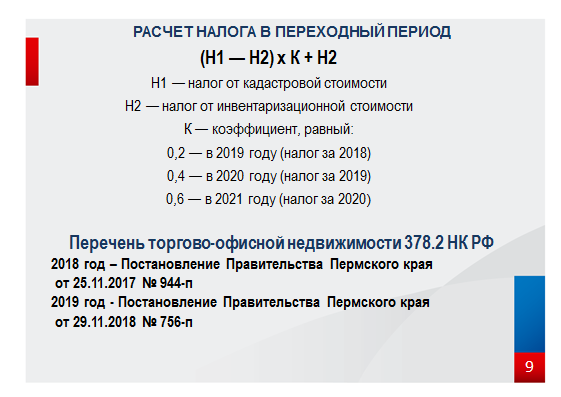 РАСЧЕТ НАЛОГА В ПЕРЕХОДНЫЙ ПЕРИОД
(Н1 — Н2) х К + Н2
Н1 — налог от кадастровой стоимости
Н2 — налог от инвентаризационной стоимости
К — коэффициент, равный:
0,2 — в 2019 году (налог за 2018)
0,4 — в 2020 году (налог за 2019)
0,6 — в 2021 году (налог за 2020)
Перечень торгово-офисной недвижимости 378.2 НК РФ
2018 год – Постановление Правительства Пермского края
от 25.11.2017 № 944-п
2019 год - Постановление Правительства Пермского края
от 29.11.2018 № 756-п
9